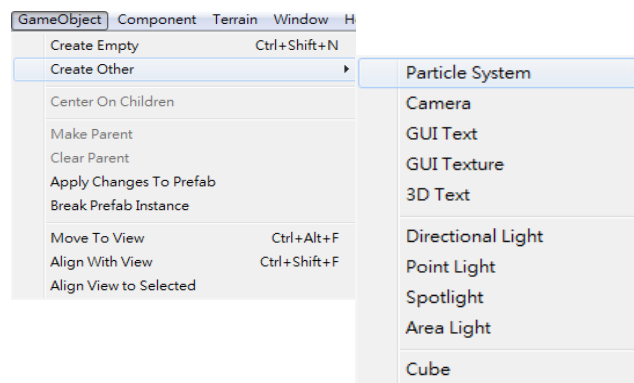 GameObject Component Terrain Window
Create Empty Ctrl+Shift+N
Create Other
Center On Children
Make Parent
Clear Parent
Apply Changes To Prefab
Break Prefab Instance
Move To View Ctrl+Alt+F
Align With View Ctrl+Shift+F
Align View to Selected
Particle System
Camera
GUI Text
GUI Texture
3D Text
Directional Light
Point Light
Spotlight
Area Light
Cube